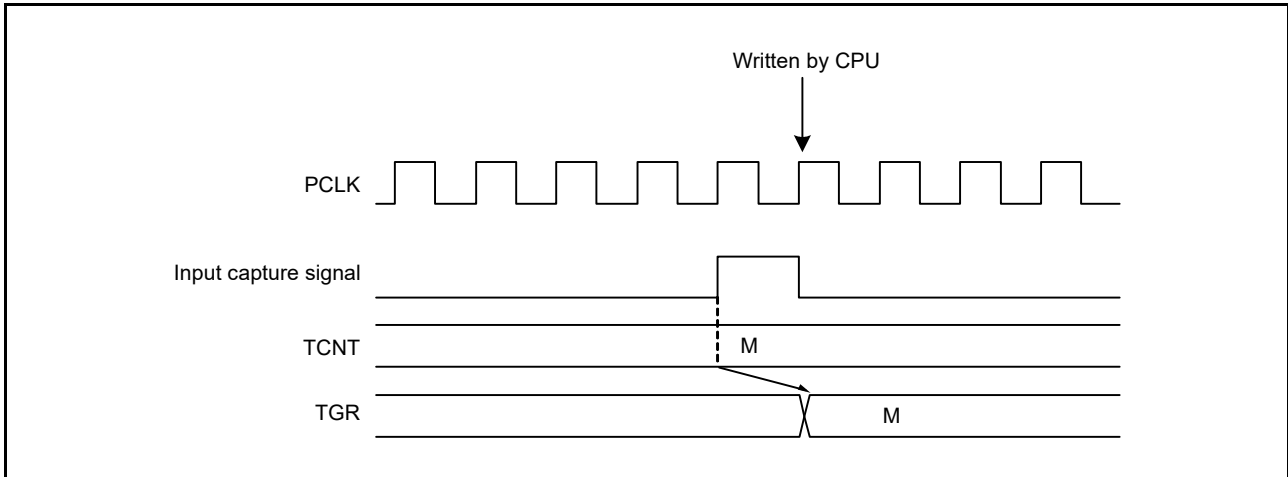 Written by CPU
PCLK
Input capture signal
TCNT
M
TGR
M